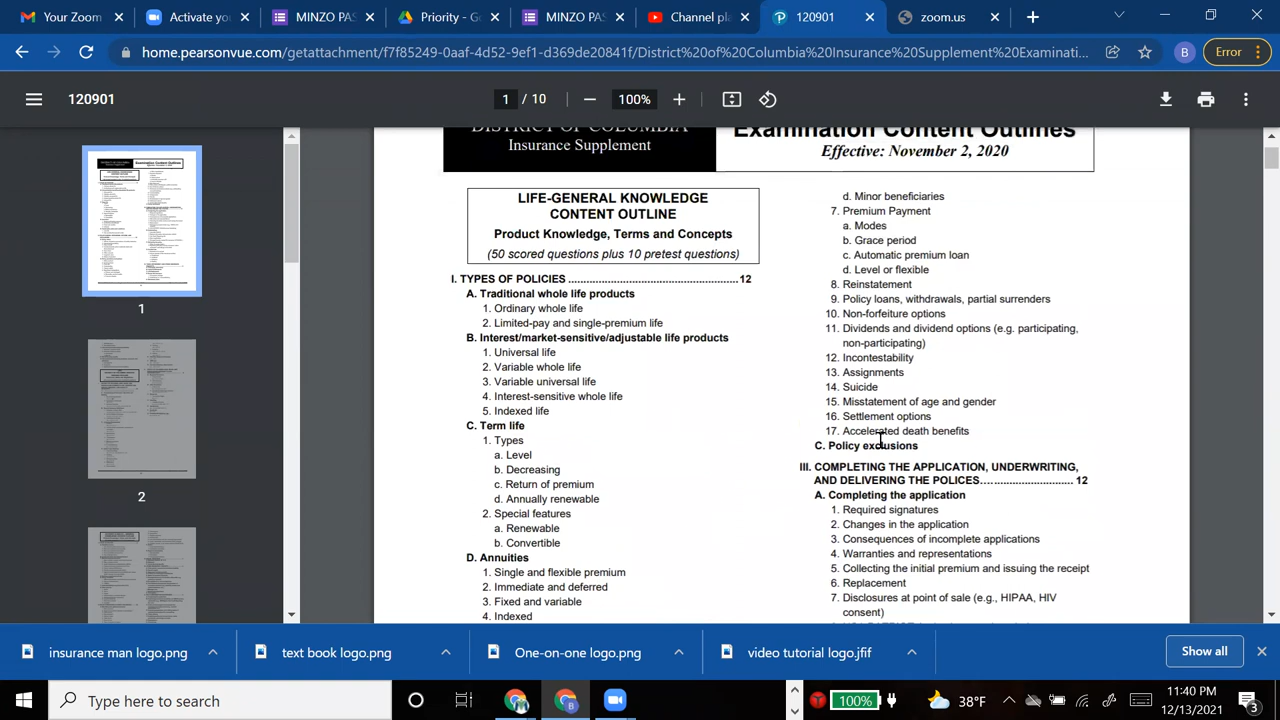 Your Zoom
Activate you
MINZO PAS
Priority - Go
MINZO PAS
Channel pla
120901
zoom.us
home.pearsonvue.com/getattachment/f7f85249-0aaf-4d52-9ef1-d369de20841f/District%20of%20Columbia%20Insurance%20Supplement%20Examinati...
B
Error
120901
1 / 10
100%
1
2
DISTRICT OF COLUMBIA
Insurance Supplement
Examination Content Outlines
Effective: November 2, 2020
LIFE-GENERAL KNOWLEDGE
CONTENT OUTLINE
Product Knowledge, Terms and Concepts
(50 scored questions plus 10 pretest questions)
I. TYPES OF POLICIES ................................................. 12
A. Traditional whole life products
1. Ordinary whole life
2. Limited-pay and single-premium life
B. Interest/market-sensitive/adjustable life products
1. Universal life
2. Variable whole life
3. Variable universal life
4. Interest-sensitive whole life
5. Indexed life
C. Term life
1. Types
a. Level
b. Decreasing
c. Return of premium
d. Annually renewable
2. Special features
a. Renewable
b. Convertible
D. Annuities
1. Single and flexible premium
2. Immediate and deferred
3. Fixed and variable
4. Indexed
d. Minor beneficiaries
7. Premium Payment
a. Modes
b. Grace period
c. Automatic premium loan
d. Level or flexible
8. Reinstatement
9. Policy loans, withdrawals, partial surrenders
10. Non-forfeiture options
11. Dividends and dividend options (e.g. participating,
non-participating)
12. Incontestability
13. Assignments
14. Suicide
15. Misstatement of age and gender
16. Settlement options
17. Accelerated death benefits
C. Policy exclusions
III. COMPLETING THE APPLICATION, UNDERWRITING,
AND DELIVERING THE POLICES........................... 12
A. Completing the application
1. Required signatures
2. Changes in the application
3. Consequences of incomplete applications
4. Warranties and representations
5. Collecting the initial premium and issuing the receipt
6. Replacement
7. Disclosures at point of sale (e.g., HIPAA, HIV
consent)
insurance man logo.png
text book logo.png
One-on-one logo.png
video tutorial logo.jfif
Show all
Type here to search
100%
38°F
11:40 PM
12/13/2021
3